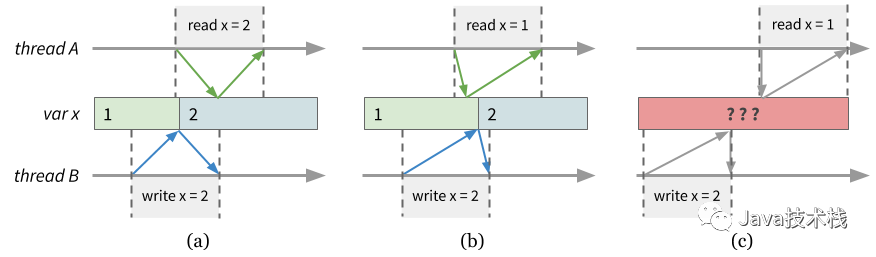 read x = 2
read x = 1
read x = 1
thread A
var x
1
2
1
2
? ? ?
thread B
write x = 2
write x = 2
write x = 2
Java技术栈
(a)
(b)
(c)